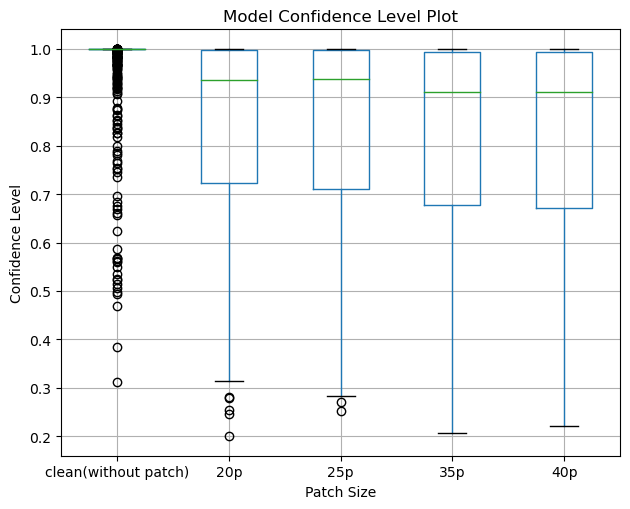 Model Confidence Level Plot
Confidence Level
1.0
0.9
0.8
0.7
0.6
0.5
0.4
0.3
0.2
clean(without patch) 20p 25p 35p 40p
Patch Size